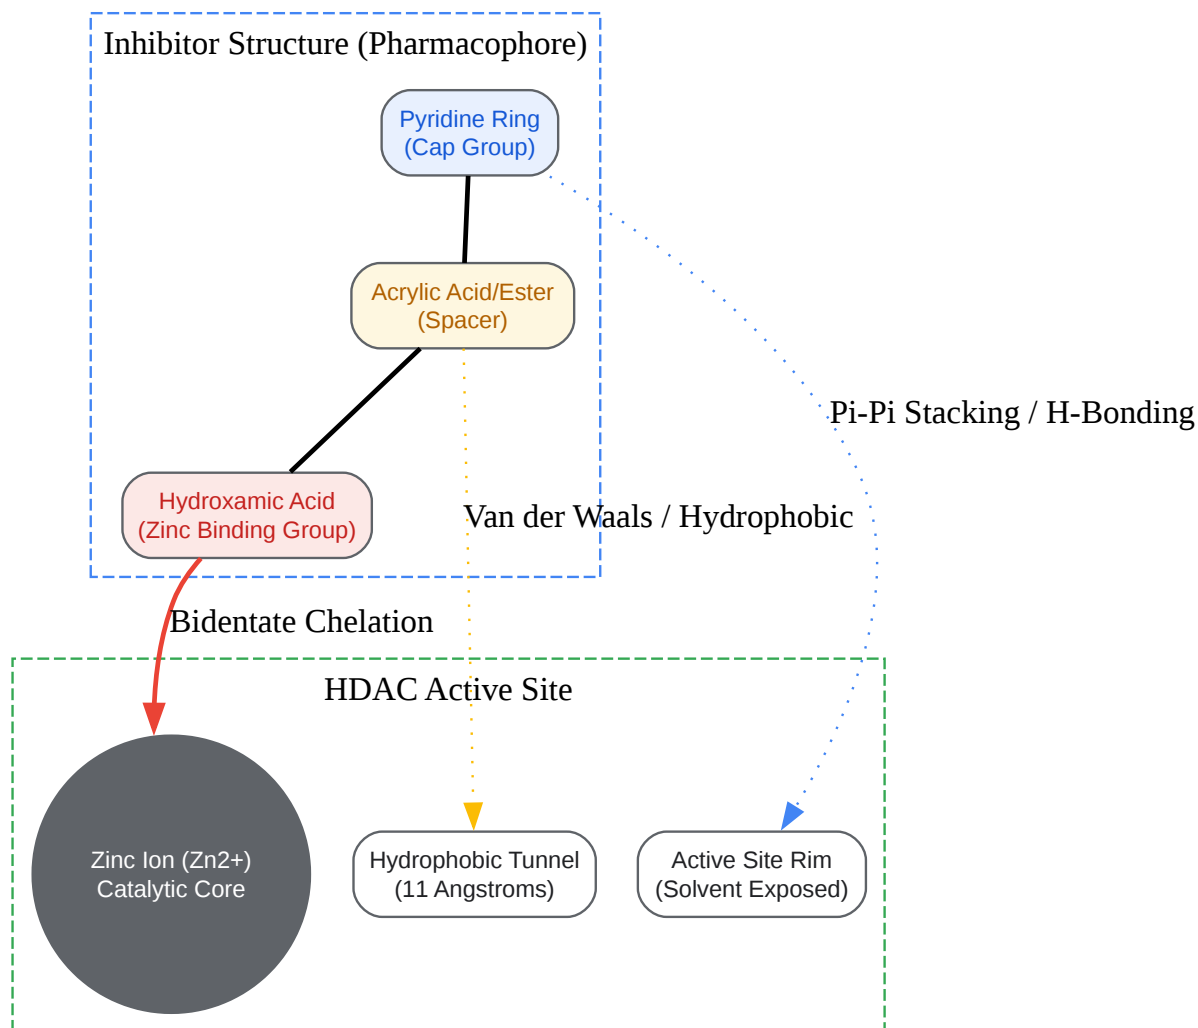 Inhibitor Structure (Pharmacophore)
Pyridine Ring
(Cap Group)
Acrylic Acid/Ester
(Spacer)
Pi-Pi Stacking / H-Bonding
Hydroxamic Acid
(Zinc Binding Group)
Van der Waals / Hydrophobic
Bidentate Chelation
HDAC Active Site
Zinc Ion (Zn2+)
Catalytic Core
Hydrophobic Tunnel
(11 Angstroms)
Active Site Rim
(Solvent Exposed)